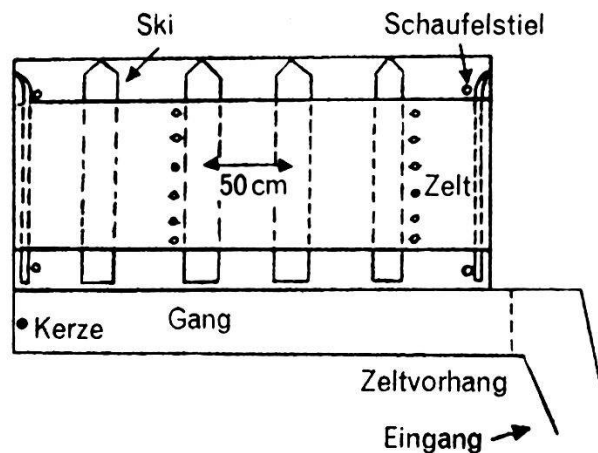 Ski
Schaufelstiel
50 cm
Zelt
Kerze
Gang
Zeltvorhang
Eingang